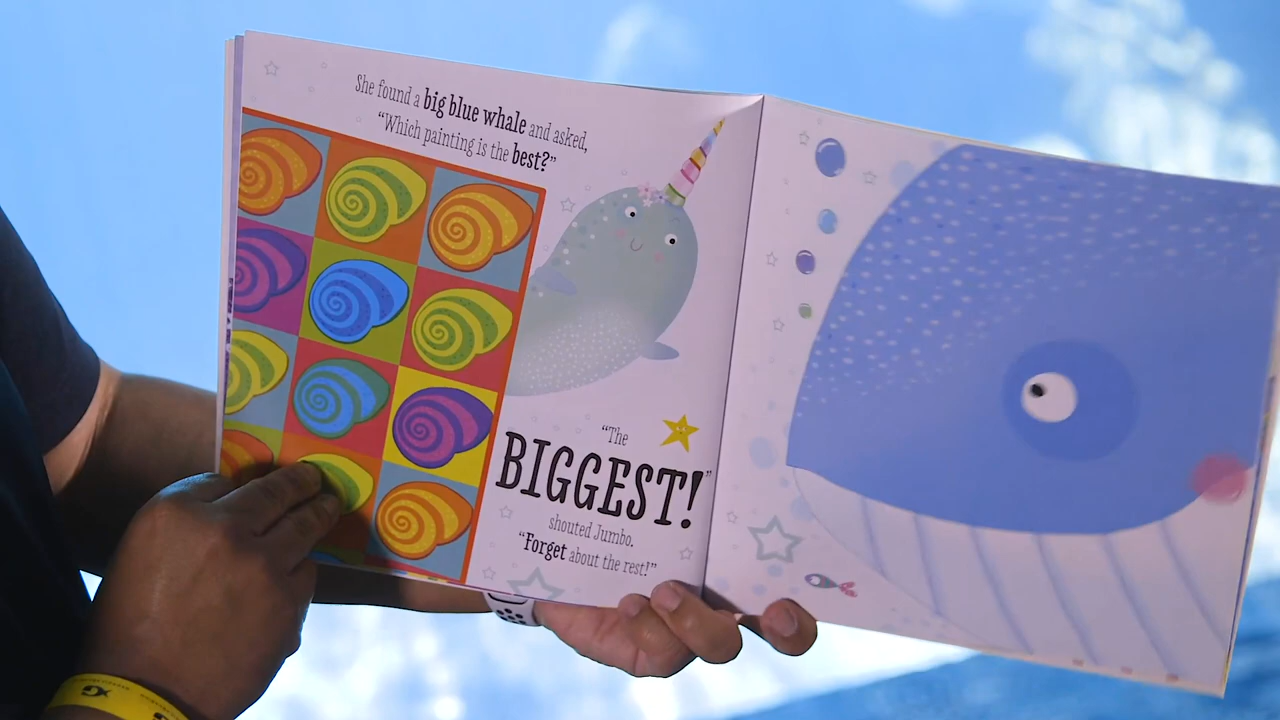 She found a big blue whale and asked,
“Which painting is the best?”
“The
BIGGEST!”
shouted Jumbo.
“Forget about the rest!”